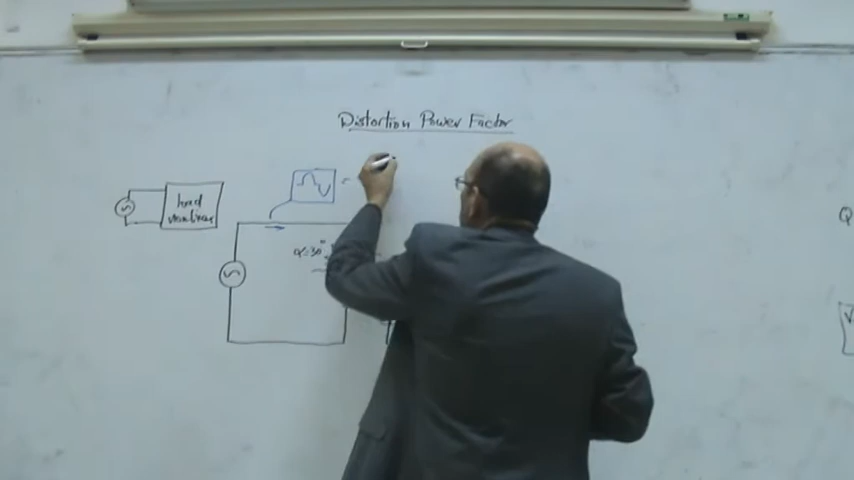 Distortion Power Factor
load
nonlinear
α=30°
Q
V